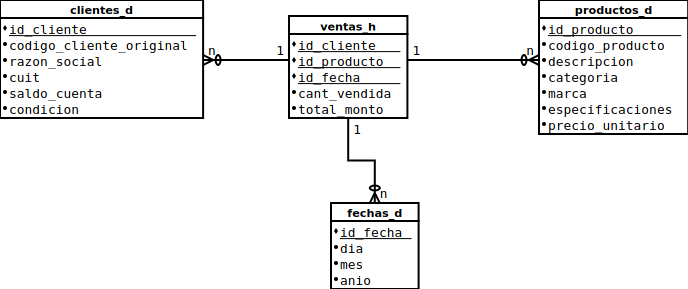 clientes_d
id_cliente
codigo_cliente_original
razon_social
cuit
saldo_cuenta
condicion
n
1
ventas_h
id_cliente
id_producto
id_fecha
cant_vendida
total_monto
1
n
productos_d
id_producto
codigo_producto
descripcion
categoria
marca
especificaciones
precio_unitario
1
n
fechas_d
id_fecha
dia
mes
anio